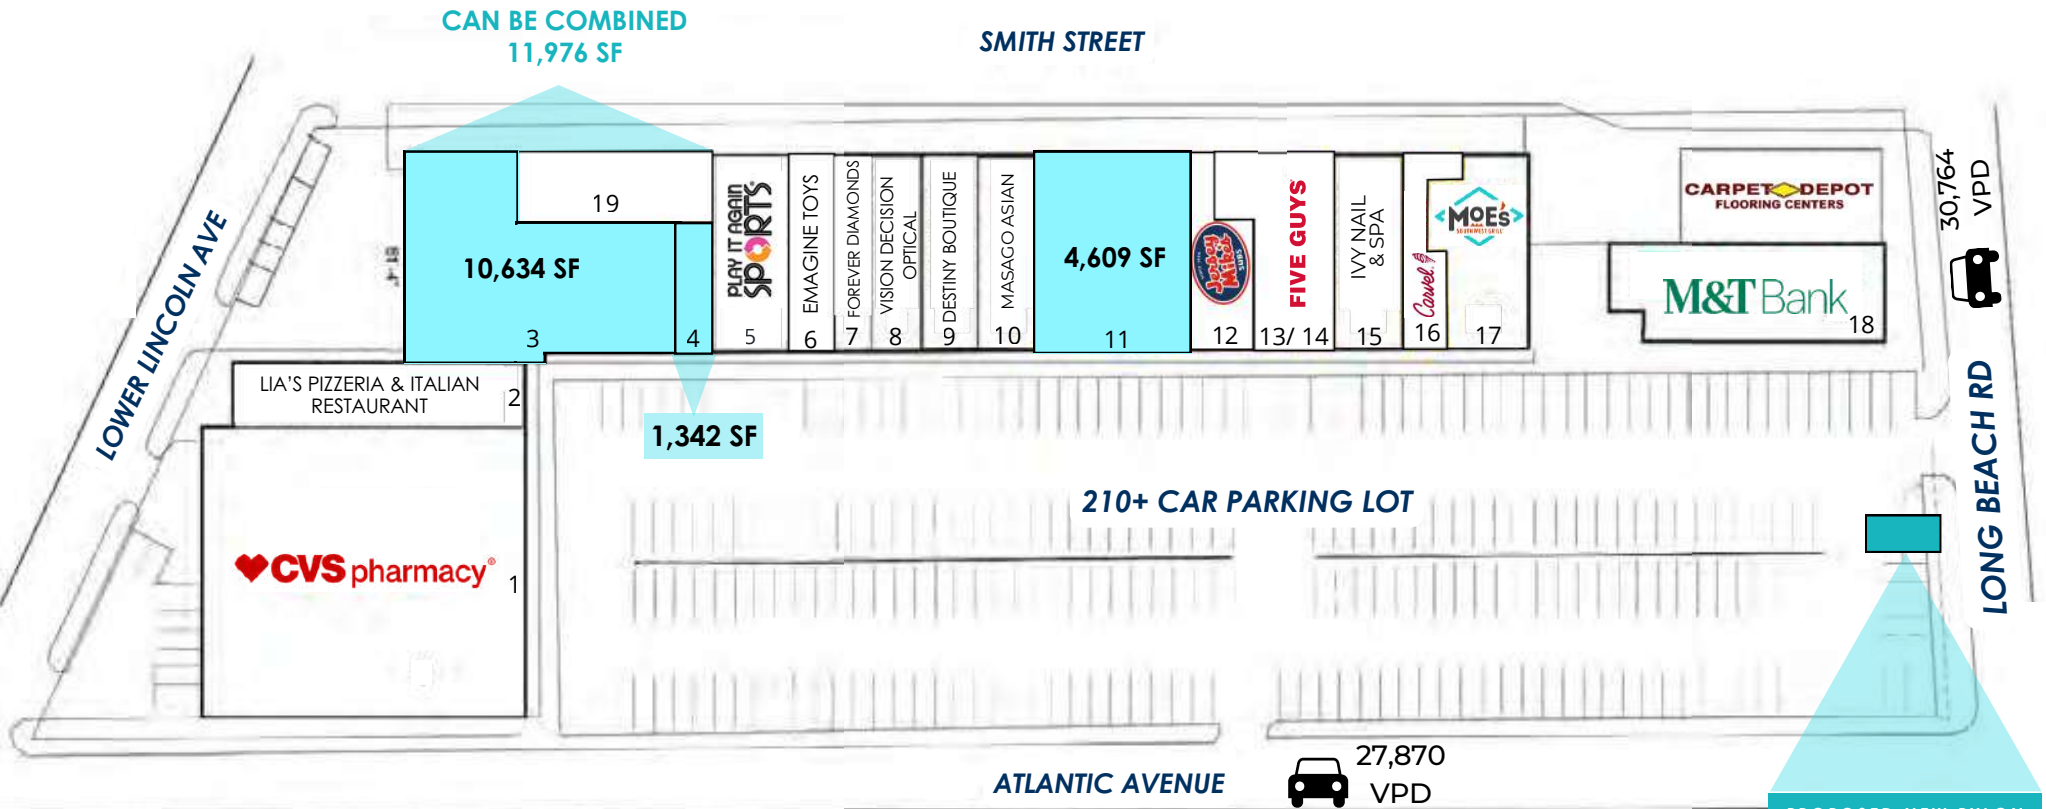 CAN BE COMBINED
11,976 SF
SMITH STREET
LOWER LINCOLN AVE
19
10,634 SF
3
4
1,342 SF
PLAY IT AGAIN
SPORTS
5
EMAGINE TOYS
6
FOREVER DIAMONDS
7
VISION DECISION
OPTICAL
8
DESTINY BOUTIQUE
9
MASAGO ASIAN
10
4,609 SF
11
Jersey
Mike's
SUBS
12
FIVE GUYS
13/ 14
IVY NAIL
& SPA
15
Carvel
16
MOE's
SOUTHWEST GRILL
17
CARPET DEPOT
FLOORING CENTERS
M&T Bank
18
30,764
VPD
LONG BEACH RD
LIA'S PIZZERIA & ITALIAN
RESTAURANT
2
CVS pharmacy®
1
210+ CAR PARKING LOT
ATLANTIC AVENUE
27,870
VPD